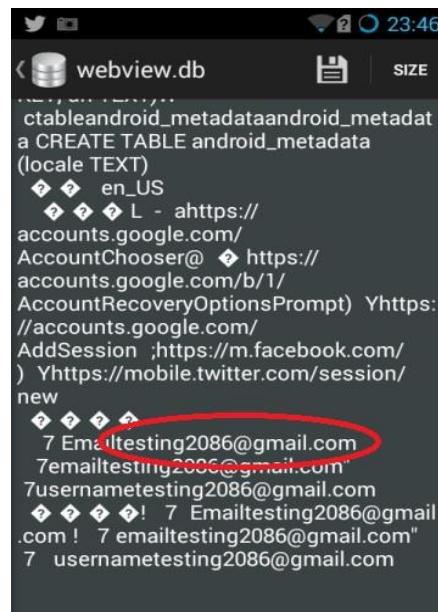 23:46
webview.db SIZE
KEY, url TEXT)w
ctableandroid_metadataandroid_metadat
a CREATE TABLE android_metadata
(locale TEXT)
� � en_US
� � � L - ahttps://
accounts.google.com/
AccountChooser@ � https://
accounts.google.com/b/1/
AccountRecoveryOptionsPrompt) Yhttps:
//accounts.google.com/
AddSession ;https://m.facebook.com/
) Yhttps://mobile.twitter.com/session/
new
� � � �
7 Emailtesting2086@gmail.com
7emailtesting2086@gmail.com"
7usernametesting2086@gmail.com
� � � �! 7 Emailtesting2086@gmail
.com ! 7 emailtesting2086@gmail.com"
7 usernametesting2086@gmail.com